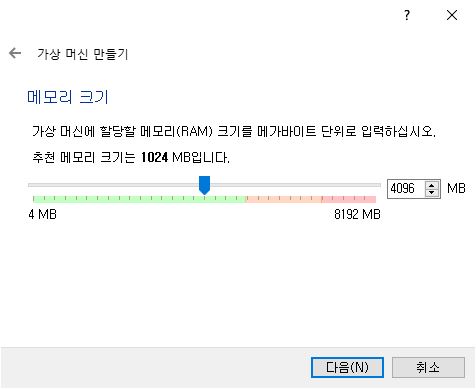 ?
가상 머신 만들기
메모리 크기
가상 머신에 할당할 메모리(RAM) 크기를 메가바이트 단위로 입력하십시오.
추천 메모리 크기는 1024 MB입니다.
4096 MB
4 MB 8192 MB
다음(N) 취소